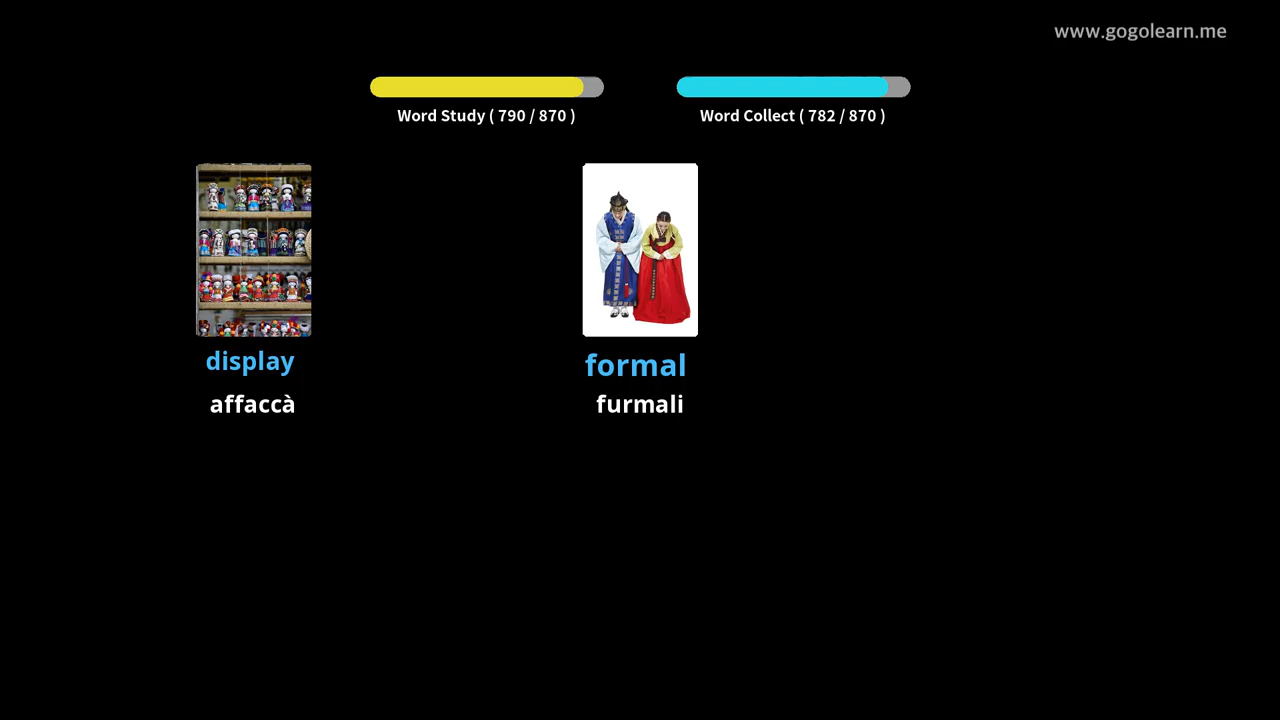 www.gogolearn.me
Word Study ( 790 / 870 )
Word Collect ( 782 / 870 )
display
affaccà
formal
furmali